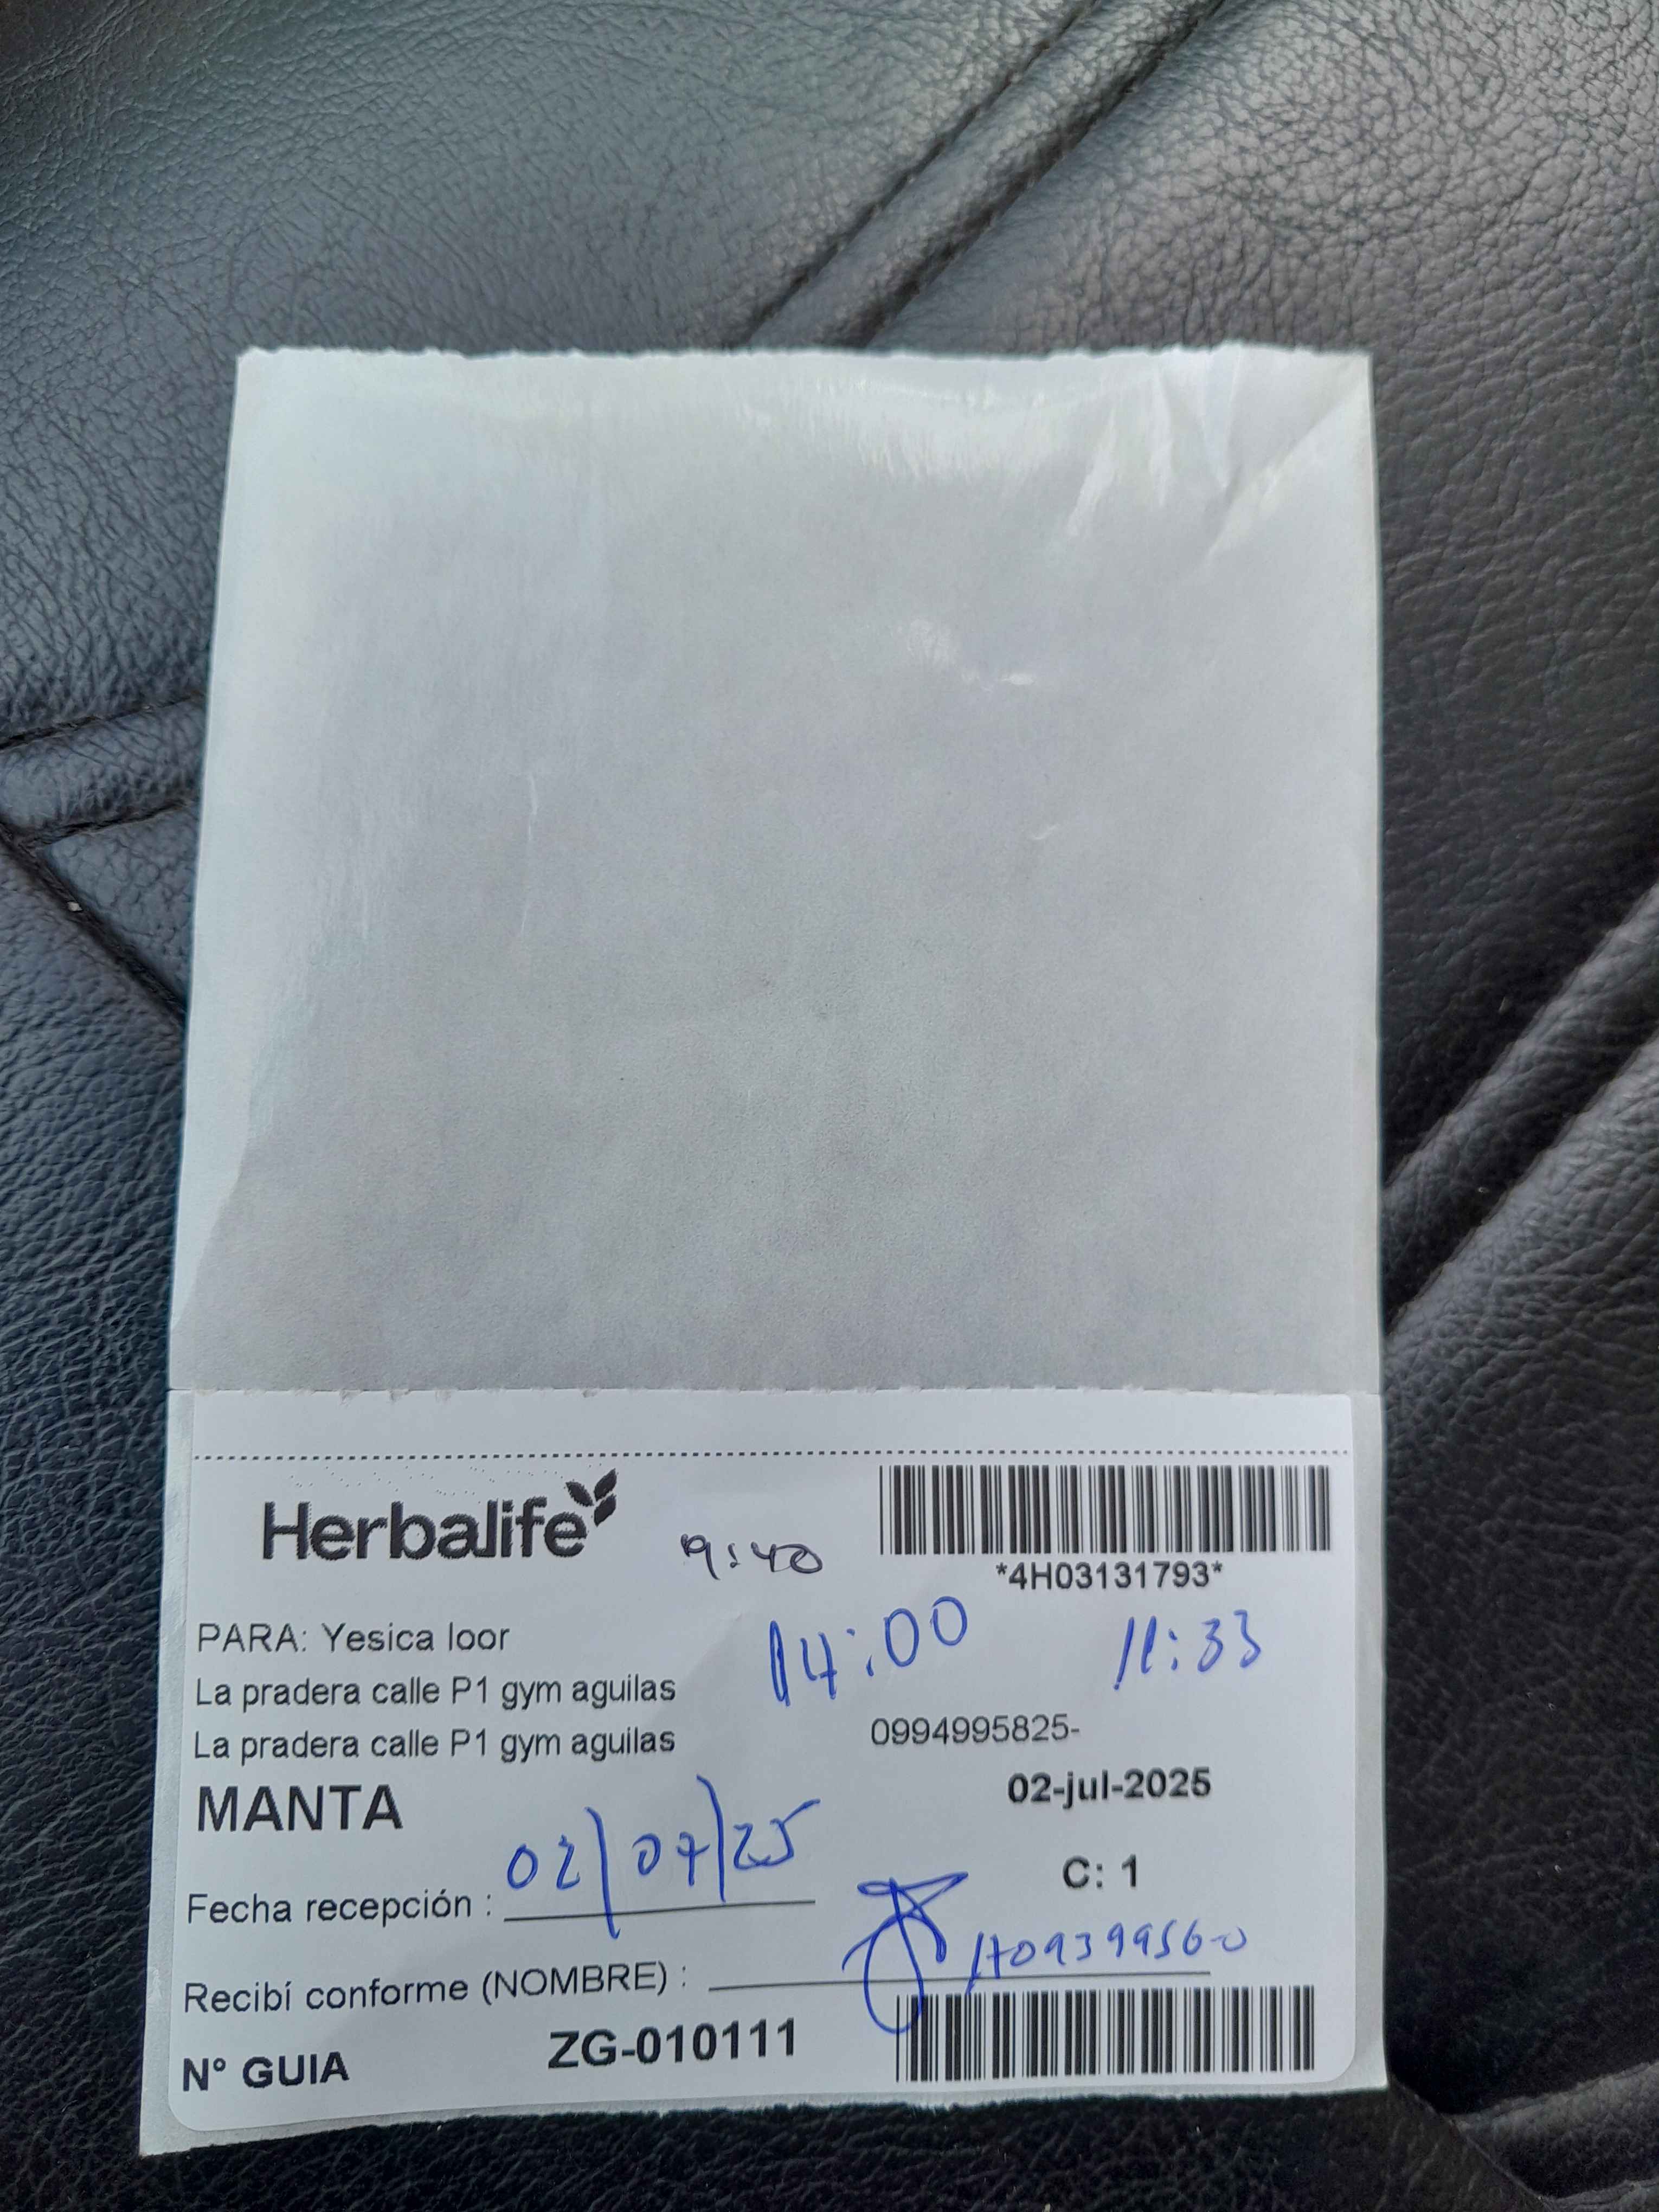 Herbalife
9:40
*4H03131793*
PARA: Yesica loor
14:00
11:33
La pradera calle P1 gym aguilas
La pradera calle P1 gym aguilas
0994995825-
MANTA
02-jul-2025
Fecha recepción : 02/07/25
C: 1
Recibí conforme (NOMBRE) :
Nº GUIA
ZG-010111